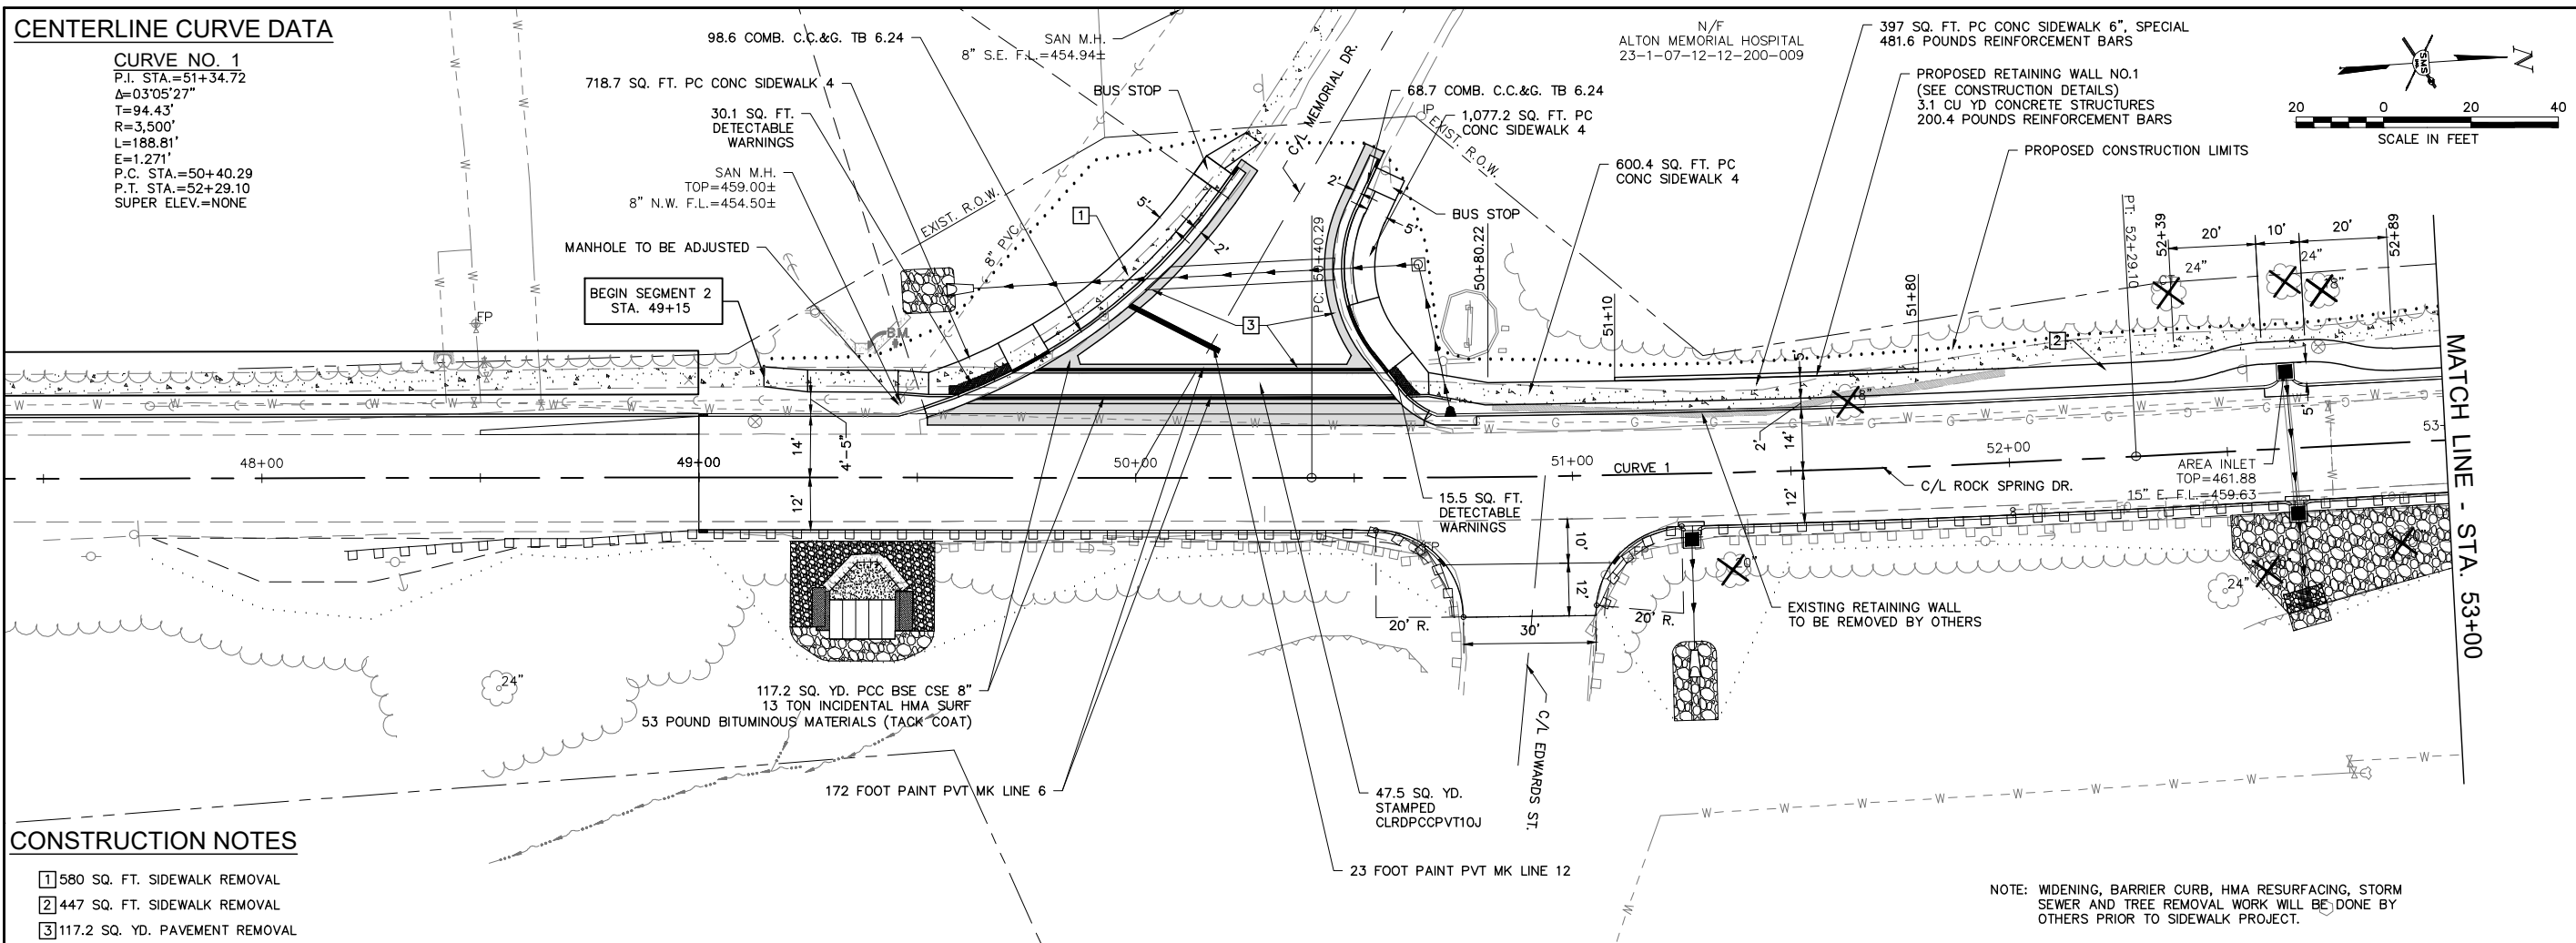 CENTERLINE CURVE DATA
CURVE NO. 1
P.I. STA.=51+34.72
Δ=03°05'27"
T=94.43'
R=3,500'
L=188.81'
E=1.271'
P.C. STA.=50+40.29
P.T. STA.=52+29.10
SUPER ELEV.=NONE
98.6 COMB. C.C.&G. TB 6.24
718.7 SQ. FT. PC CONC SIDEWALK 4
30.1 SQ. FT.
DETECTABLE
WARNINGS
SAN M.H.
TOP=459.00±
8" N.W. F.L.=454.50±
MANHOLE TO BE ADJUSTED
BEGIN SEGMENT 2
STA. 49+15
SAN M.H.
8" S.E. F.L.=454.94±
BUS STOP
C/L MEMORIAL DR.
EXIST. R.O.W.
8" PVC
1
5'
2'
68.7 COMB. C.C.&G. TB 6.24
IP
EXIST. R.O.W.
1,077.2 SQ. FT. PC
CONC SIDEWALK 4
2'
5'
BUS STOP
600.4 SQ. FT. PC
CONC SIDEWALK 4
N/F
ALTON MEMORIAL HOSPITAL
23-1-07-12-12-200-009
397 SQ. FT. PC CONC SIDEWALK 6", SPECIAL
481.6 POUNDS REINFORCEMENT BARS
PROPOSED RETAINING WALL NO.1
(SEE CONSTRUCTION DETAILS)
3.1 CU YD CONCRETE STRUCTURES
200.4 POUNDS REINFORCEMENT BARS
PROPOSED CONSTRUCTION LIMITS
N
SMS
20 0 20 40
SCALE IN FEET
PC: 50+40.29
50+80.22
51+10
51+80
PT: 52+29.10
52+39
20' 10' 20'
52+89
24"
24"
8"
2
3
FP
B.M.
5'
8"
5'
2'
14'
12'
14'
4'-5"
12'
48+00
49+00
50+00
51+00
CURVE 1
52+00
53
C/L ROCK SPRING DR.
AREA INLET
TOP=461.88
15" E. F.L.=459.63
MATCH LINE - STA. 53+00
15.5 SQ. FT.
DETECTABLE
WARNINGS
10'
12'
20' R.
30'
20' R.
20"
24"
24"
EXISTING RETAINING WALL
TO BE REMOVED BY OTHERS
C/L EDWARDS ST.
117.2 SQ. YD. PCC BSE CSE 8"
13 TON INCIDENTAL HMA SURF
53 POUND BITUMINOUS MATERIALS (TACK COAT)
172 FOOT PAINT PVT MK LINE 6
47.5 SQ. YD.
STAMPED
CLRDPCCPVT10J
23 FOOT PAINT PVT MK LINE 12
CONSTRUCTION NOTES
1 580 SQ. FT. SIDEWALK REMOVAL
2 447 SQ. FT. SIDEWALK REMOVAL
3 117.2 SQ. YD. PAVEMENT REMOVAL
NOTE: WIDENING, BARRIER CURB, HMA RESURFACING, STORM
SEWER AND TREE REMOVAL WORK WILL BE DONE BY
OTHERS PRIOR TO SIDEWALK PROJECT.